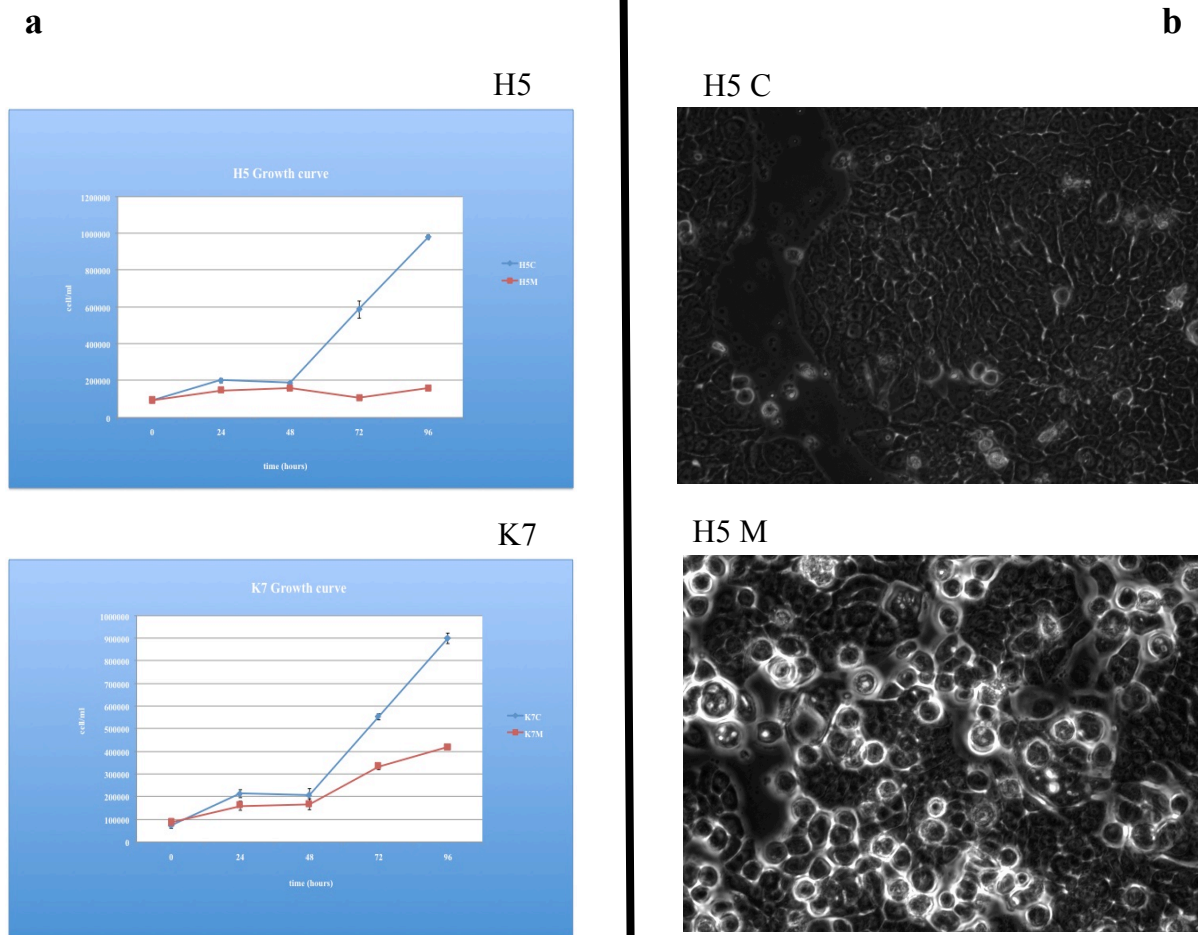 a
b
H5
H5 Growth curve
1200000
1000000
800000
600000
400000
200000
0
cell/ml
0 24 48 72 96
time (hours)
H5C
H5M
K7
K7 Growth curve
1000000
900000
800000
700000
600000
500000
400000
300000
200000
100000
0
cell/ml
0 24 48 72 96
time (hours)
K7C
K7M
H5 C
H5 M